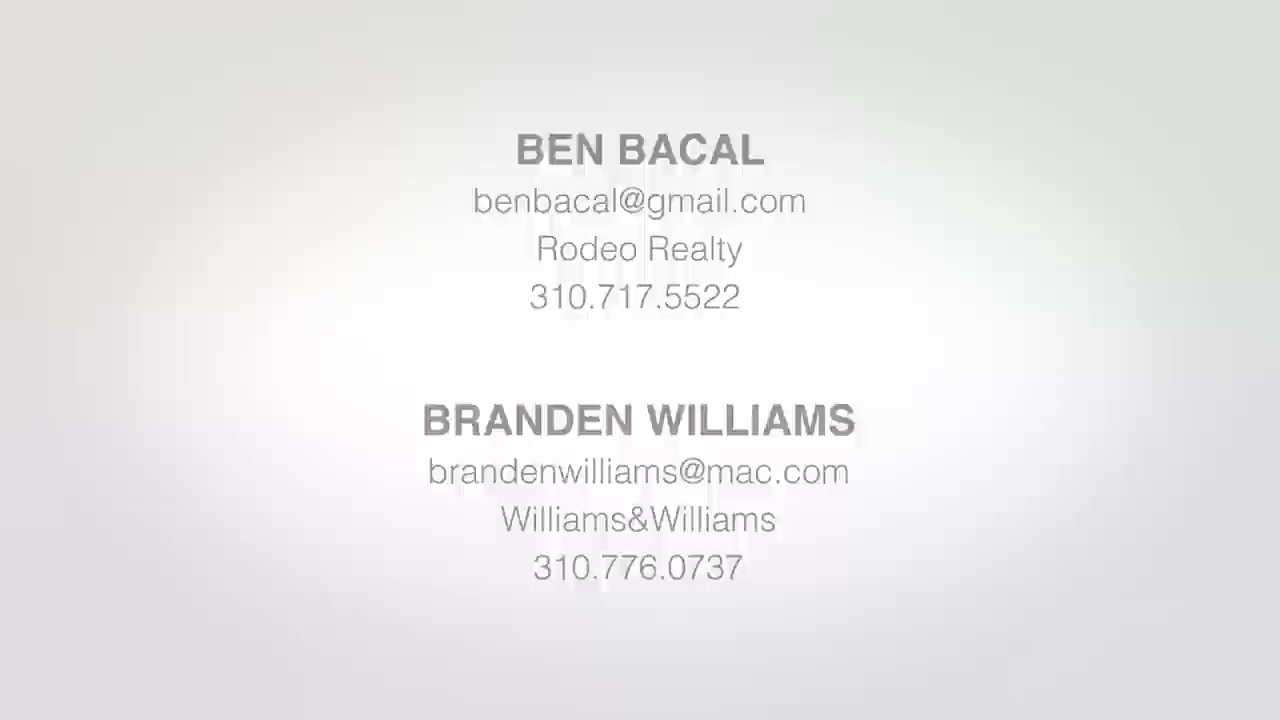 BEN BACAL
benbacal@gmail.com
Rodeo Realty
310.717.5522
BRANDEN WILLIAMS
brandenwilliams@mac.com
Williams&Williams
310.776.0737